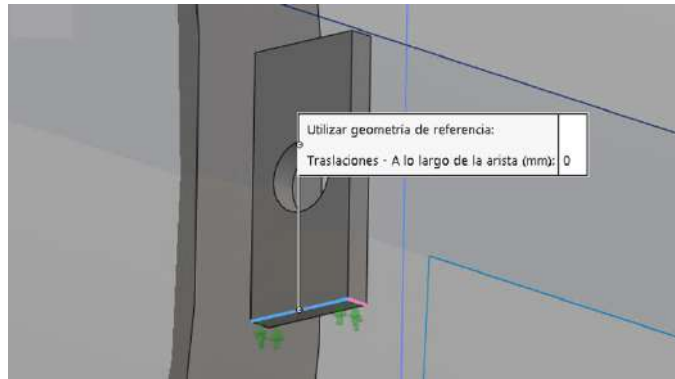 Utilizar geometría de referencia:
Traslaciones - A lo largo de la arista (mm): 0